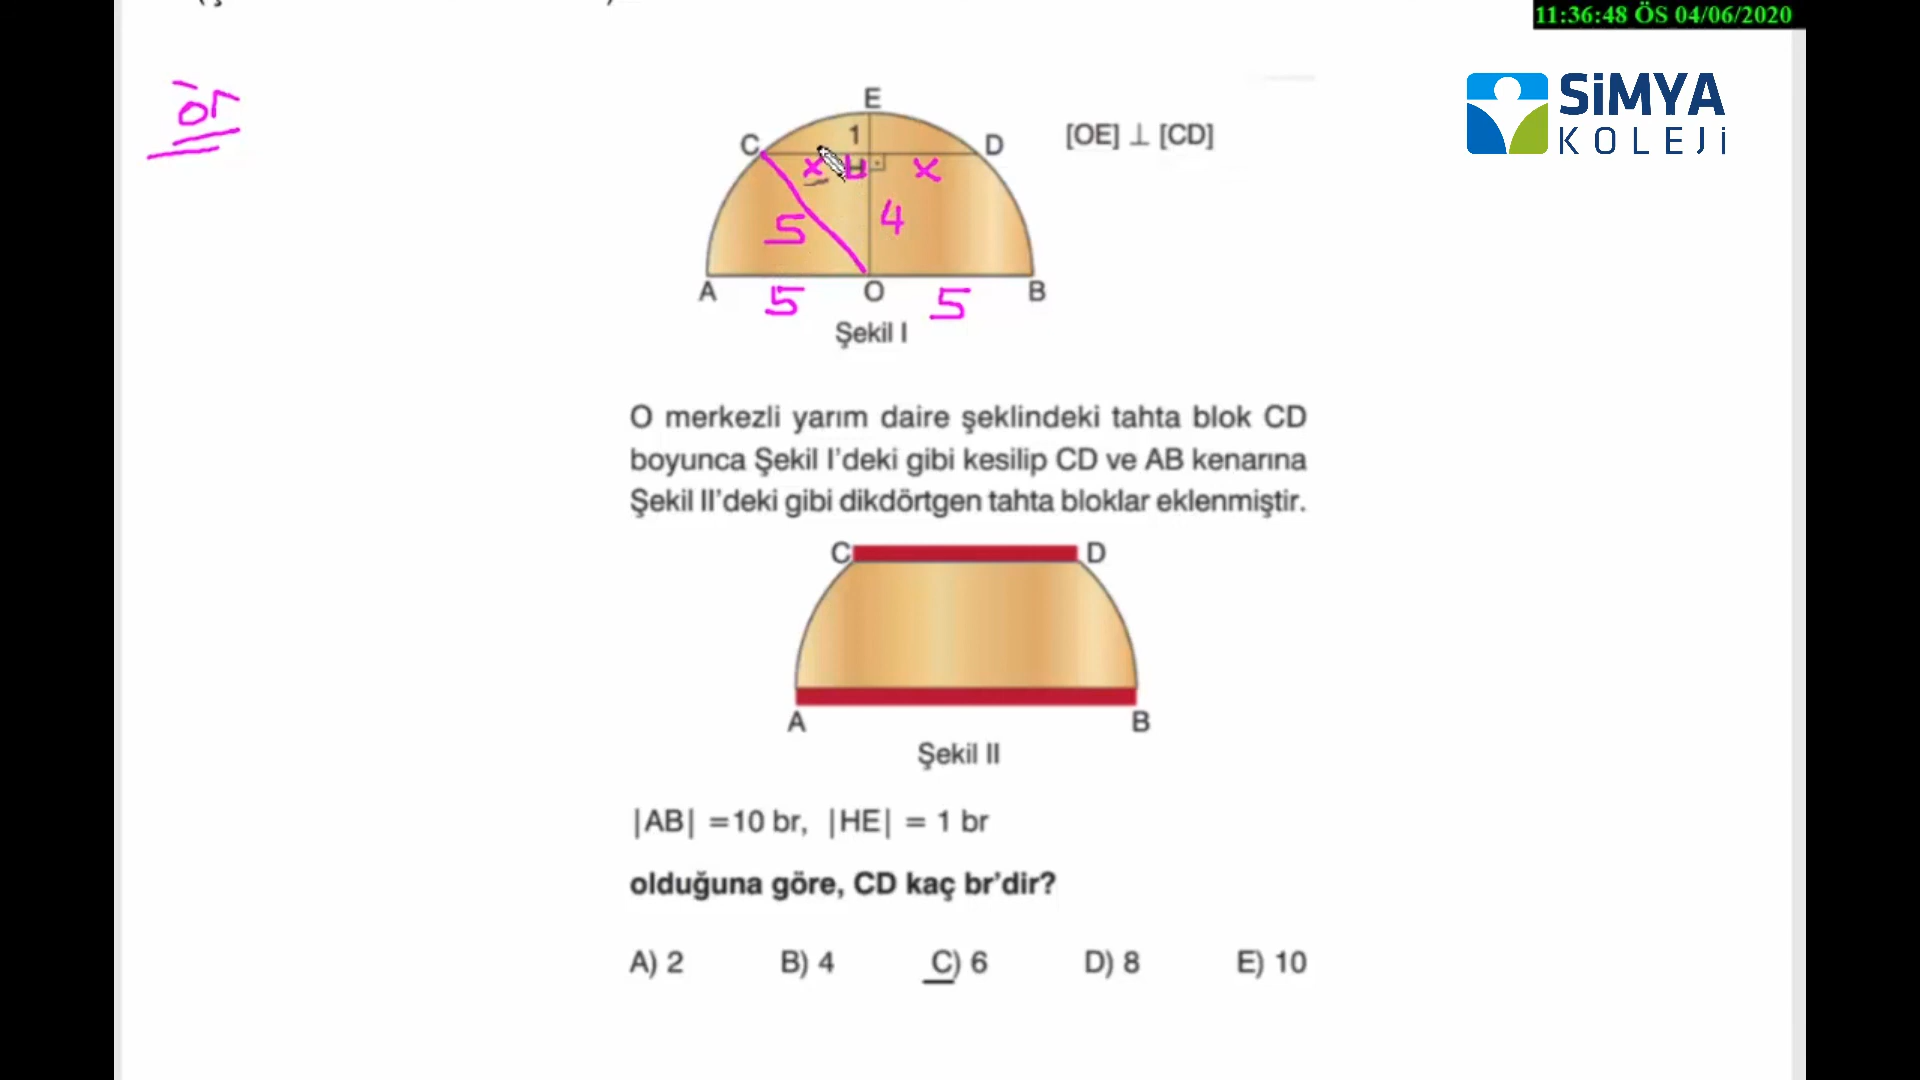 11:36:48 ÖS 04/06/2020
SiMYA
KOLEJi
ör
E
C
1
D
[OE] ⊥ [CD]
x
H
x
5
4
A
5
O
5
B
Şekil I
O merkezli yarım daire şeklindeki tahta blok CD
boyunca Şekil I'deki gibi kesilip CD ve AB kenarına
Şekil II'deki gibi dikdörtgen tahta bloklar eklenmiştir.
C
D
A
B
Şekil II
|AB| =10 br, |HE| = 1 br
olduğuna göre, CD kaç br'dir?
A) 2 B) 4 C) 6 D) 8 E) 10